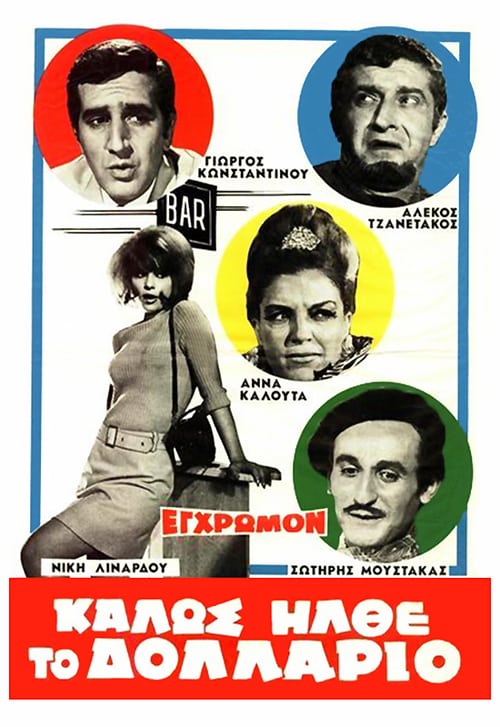 ΓΙΩΡΓΟΣ
ΚΩΝΣΤΑΝΤΙΝΟΥ
BAR
ΑΛΕΚΟΣ
ΤΖΑΝΕΤΑΚΟΣ
ΑΝΝΑ
ΚΑΛΟΥΤΑ
ΕΓΧΡΩΜΟΝ
ΝΙΚΗ ΛΙΝΑΡΔΟΥ
ΣΩΤΗΡΗΣ ΜΟΥΣΤΑΚΑΣ
ΚΑΛΩΣ ΗΛΘΕ
ΤΟ ΔΟΛΛΑΡΙΟ